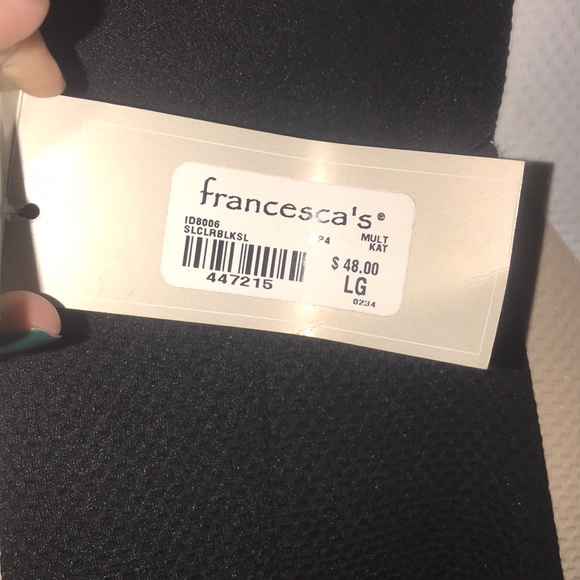 francesca's®
ID8006
SLCLRBLKSL P4 MULT
KAT
$ 48.00
447215 LG
0234